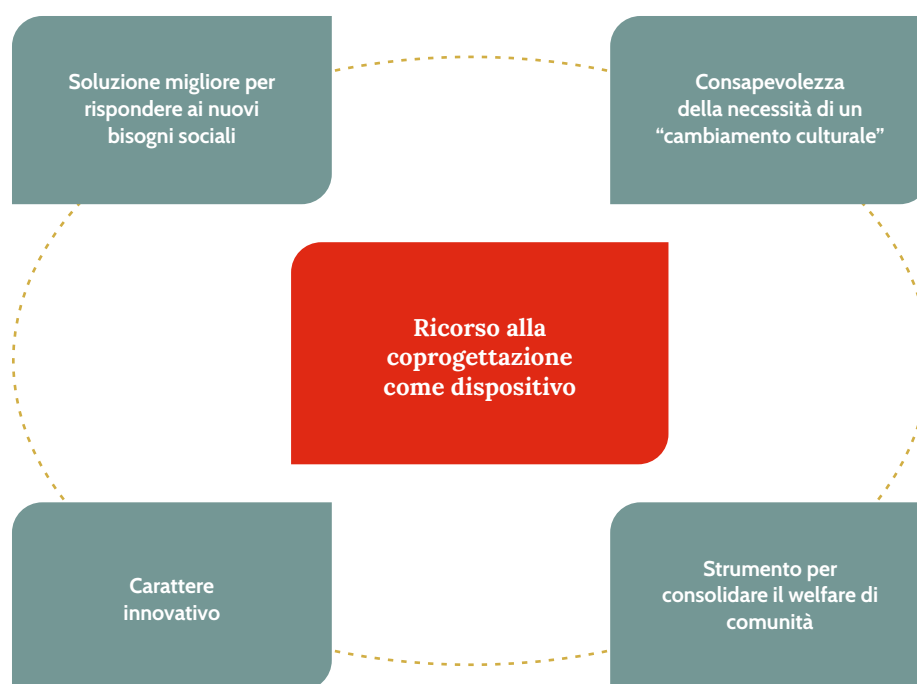 Soluzione migliore per
rispondere ai nuovi
bisogni sociali
Consapevolezza
della necessità di un
“cambiamento culturale”
Ricorso alla
coprogettazione
come dispositivo
Carattere
innovativo
Strumento per
consolidare il welfare di
comunità